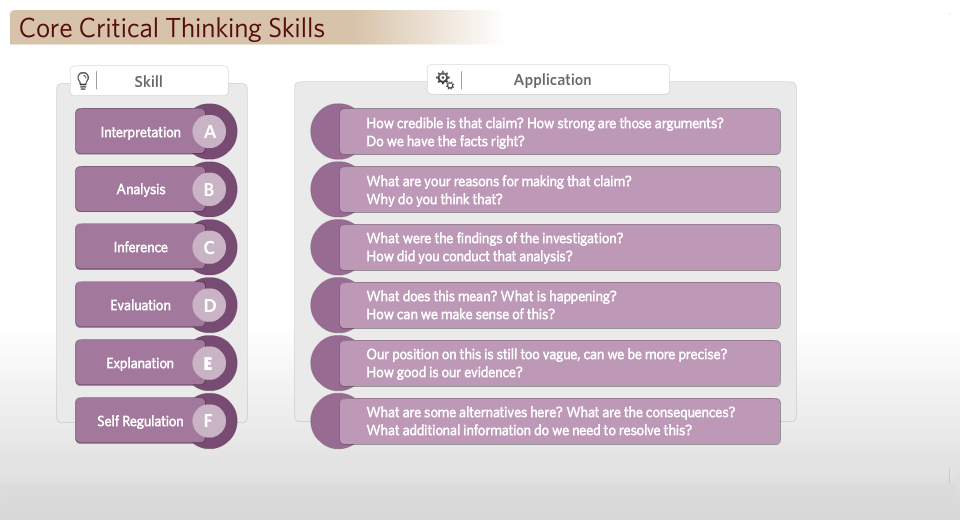 Core Critical Thinking Skills
Skill
Application
Interpretation A
How credible is that claim? How strong are those arguments?
Do we have the facts right?
Analysis B
What are your reasons for making that claim?
Why do you think that?
Inference C
What were the findings of the investigation?
How did you conduct that analysis?
Evaluation D
What does this mean? What is happening?
How can we make sense of this?
Explanation E
Our position on this is still too vague, can we be more precise?
How good is our evidence?
Self Regulation F
What are some alternatives here? What are the consequences?
What additional information do we need to resolve this?